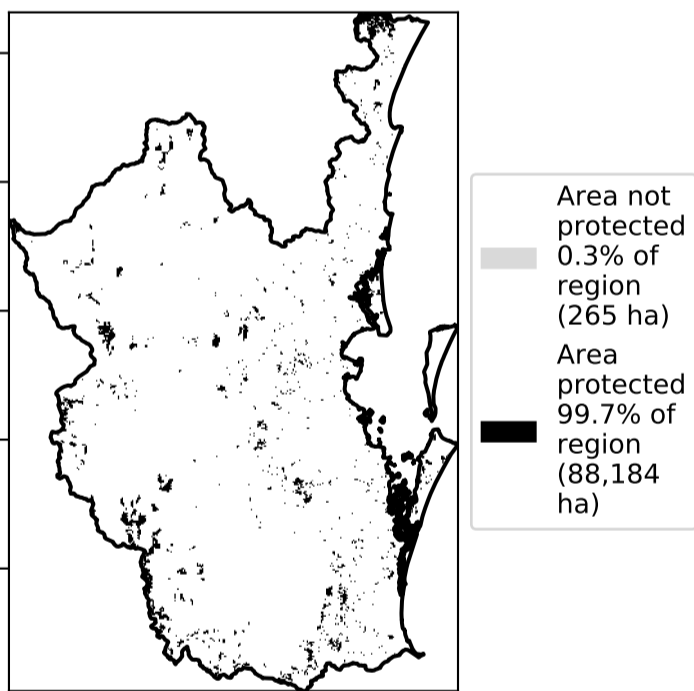 Area not
protected
0.3% of
region
(265 ha)
Area
protected
99.7% of
region
(88,184
ha)